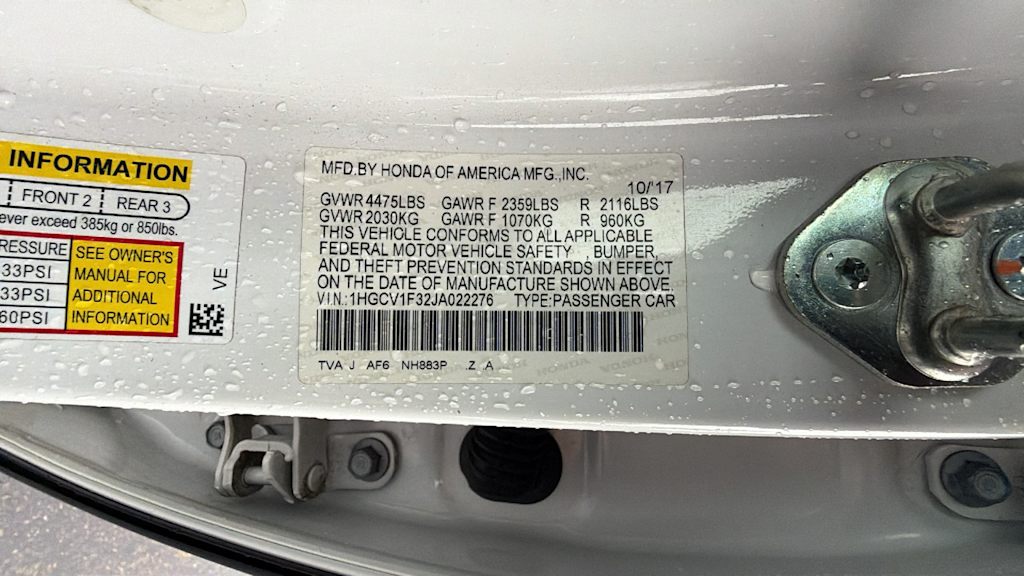 INFORMATION
FRONT 2 REAR 3
ever exceed 385kg or 850lbs.
RESSURE SEE OWNER'S
33PSI MANUAL FOR
33PSI ADDITIONAL
60PSI INFORMATION
VE
MFD.BY HONDA OF AMERICA MFG.,INC.
10/'17
GVWR 4475LBS GAWR F 2359LBS R 2116LBS
GVWR 2030KG GAWR F 1070KG R 960KG
THIS VEHICLE CONFORMS TO ALL APPLICABLE
FEDERAL MOTOR VEHICLE SAFETY , BUMPER,
AND THEFT PREVENTION STANDARDS IN EFFECT
ON THE DATE OF MANUFACTURE SHOWN ABOVE.
VIN.:1HGCV1F32JA022276 TYPE:PASSENGER CAR
TVA J AF6 NH883P .Z .A